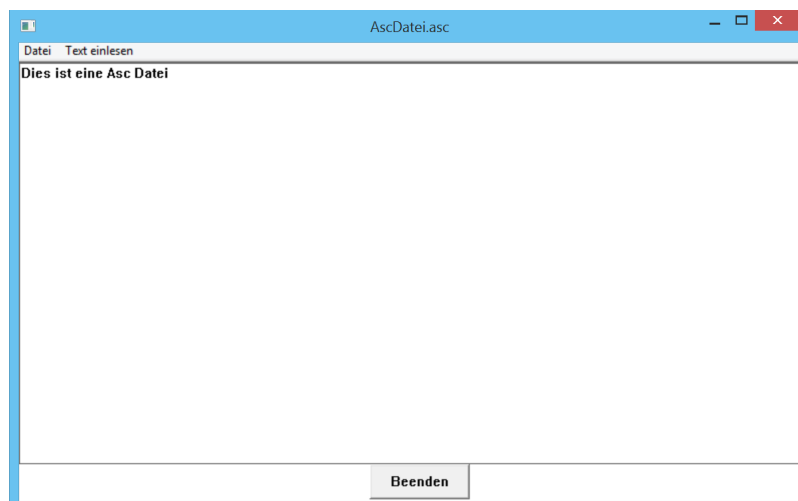 AscDatei.asc
Datei Text einlesen
Dies ist eine Asc Datei
Beenden